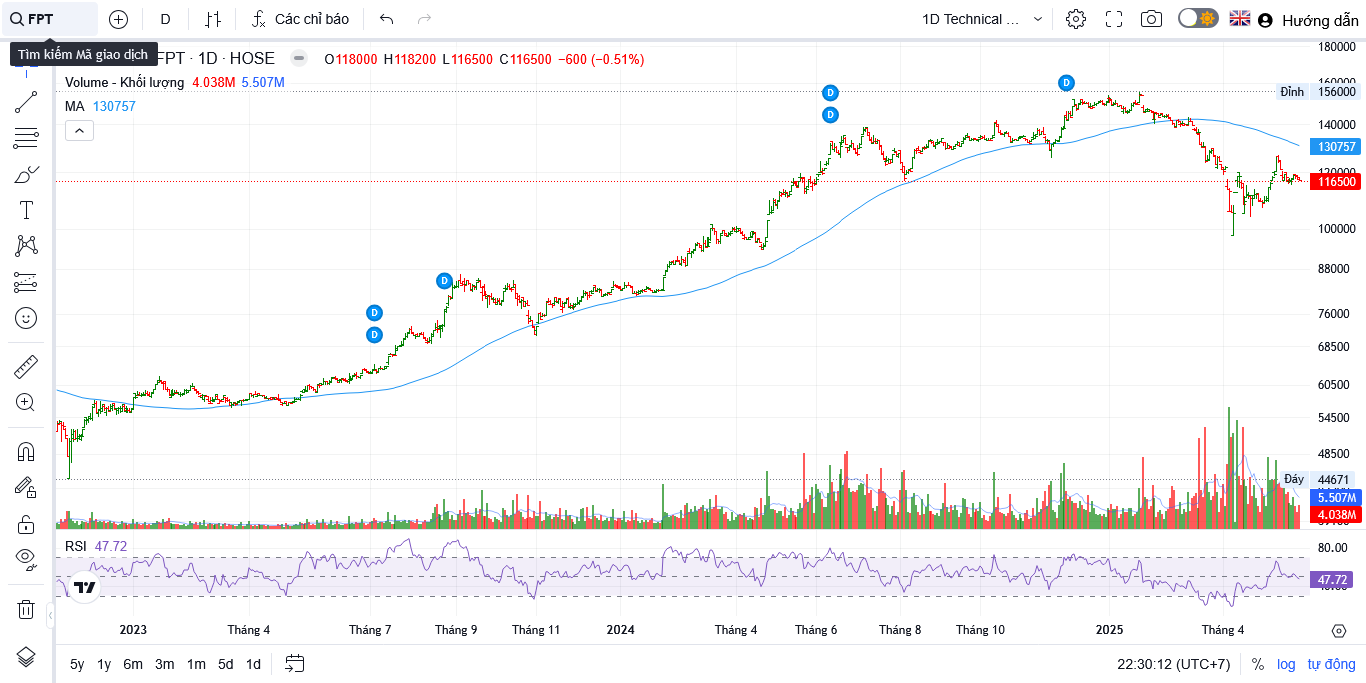 FPT
D
Các chỉ báo
1D Technical ...
Hướng dẫn
Tìm kiếm Mã giao dịch
FPT · 1D · HOSE
O118000 H118200 L116500 C116500 −600 (−0.51%)
Volume - Khối lượng 4.038M 5.507M
MA 130757
180000
160000
Đỉnh 156000
140000
130757
120000
116500
100000
88000
76000
68500
60500
54500
48500
Đáy 44671
5.507M
4.038M
D
D
D
D
D
D
RSI 47.72
80.00
47.72
2023 Tháng 4 Tháng 7 Tháng 9 Tháng 11 2024 Tháng 4 Tháng 6 Tháng 8 Tháng 10 2025 Tháng 4
5y 1y 6m 3m 1m 5d 1d
22:30:12 (UTC+7) % log tự động